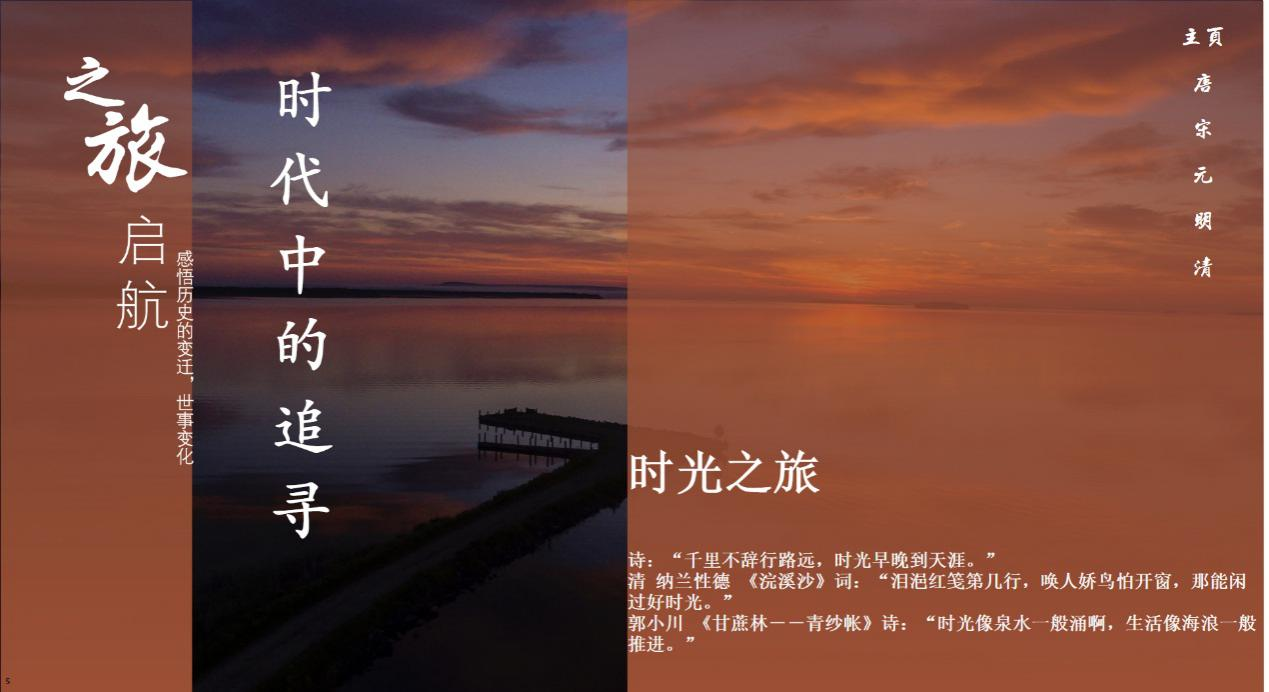 之旅
启航
感悟历史的变迁，世事变化
时代中的追寻
主頁
唐
宋
元
明
清
时光之旅
诗：“千里不辞行路远，时光早晚到天涯。”
清 纳兰性德 《浣溪沙》词：“泪浥红笺第几行，唤人娇鸟怕开窗，那能闲
过好时光。”
郭小川 《甘蔗林－－青纱帐》诗：“时光像泉水一般涌啊，生活像海浪一般
推进。”
s